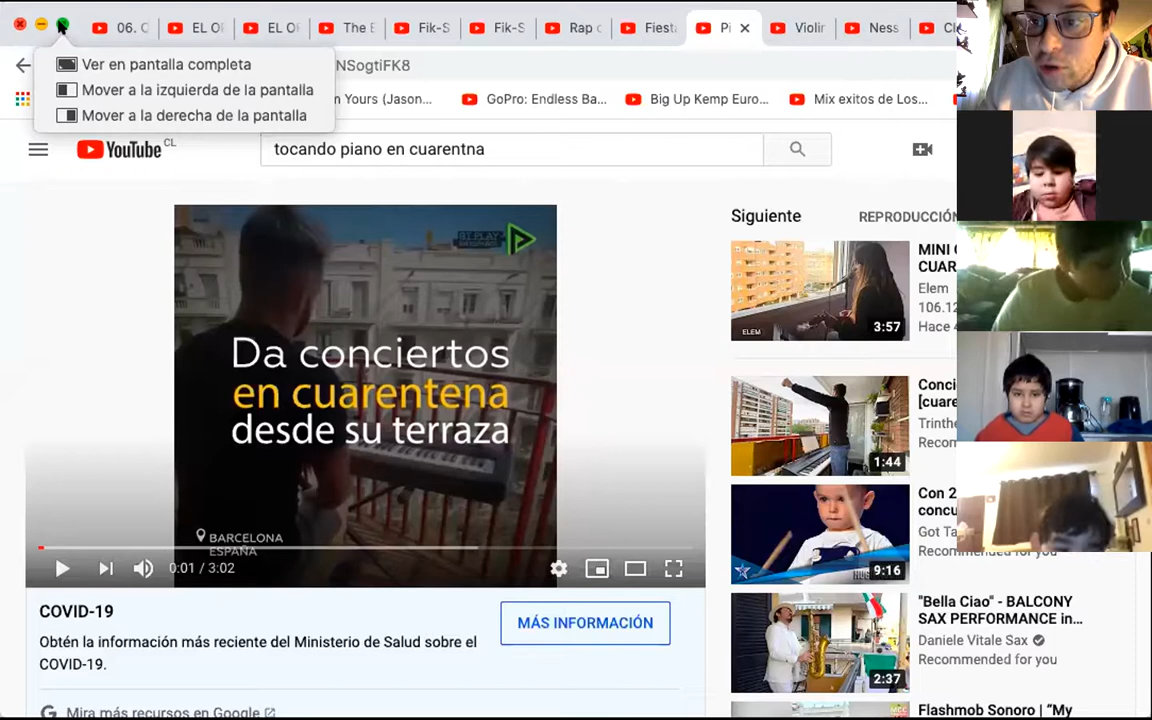 06. C
EL O
EL O
The E
Fik-S
Fik-S
Rap c
Fiesta
Pi
Violir
Ness
Cl
Ver en pantalla completa
Mover a la izquierda de la pantalla
Mover a la derecha de la pantalla
NSogtiFK8
n Yours (Jason...
GoPro: Endless Ba...
Big Up Kemp Euro...
Mix exitos de Los...
YouTube CL
tocando piano en cuarentna
Siguiente
REPRODUCCIÓN
Da conciertos
en cuarentena
desde su terraza
BARCELONA
ESPAÑA
0:01 / 3:02
MINI
CUAR
Elem
106.12
Hace
ELEM
3:57
Conci
[cuare
Trinthe
Recom
1:44
Con 2
concu
Got Ta
Recommended for you
9:16
"Bella Ciao" - BALCONY
SAX PERFORMANCE in...
Daniele Vitale Sax
Recommended for you
2:37
Flashmob Sonoro | "My
COVID-19
Obtén la información más reciente del Ministerio de Salud sobre el
COVID-19.
MÁS INFORMACIÓN
Mira más recursos en Google